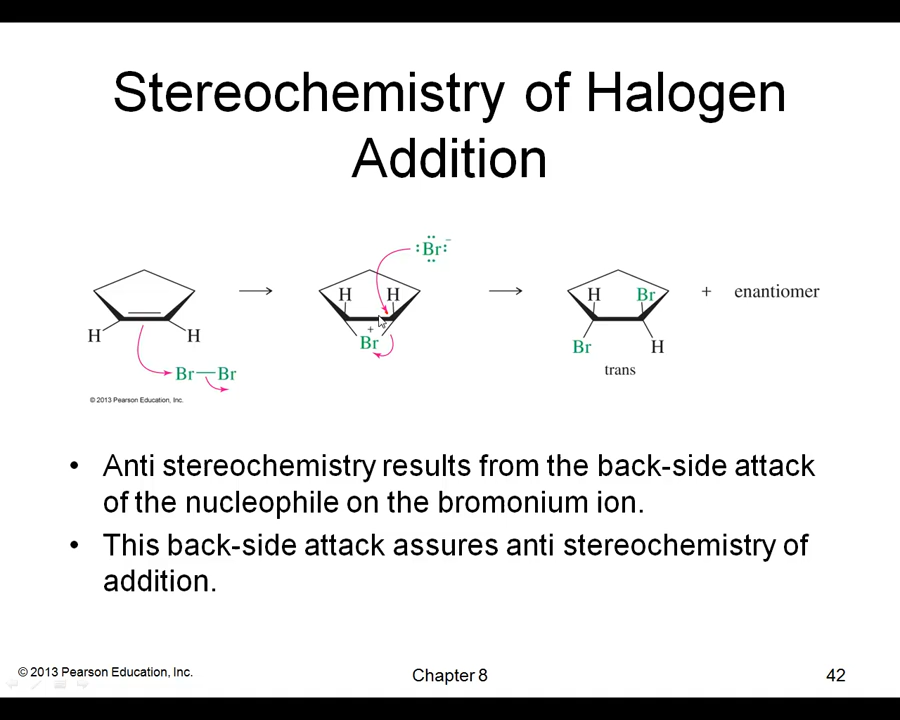 Stereochemistry of Halogen
Addition
H
H
Br—Br
H
H
+
Br
:Br:−
H
Br
Br
H
trans
+ enantiomer
© 2013 Pearson Education, Inc.
• Anti stereochemistry results from the back-side attack
of the nucleophile on the bromonium ion.
• This back-side attack assures anti stereochemistry of
addition.
© 2013 Pearson Education, Inc.
Chapter 8
42